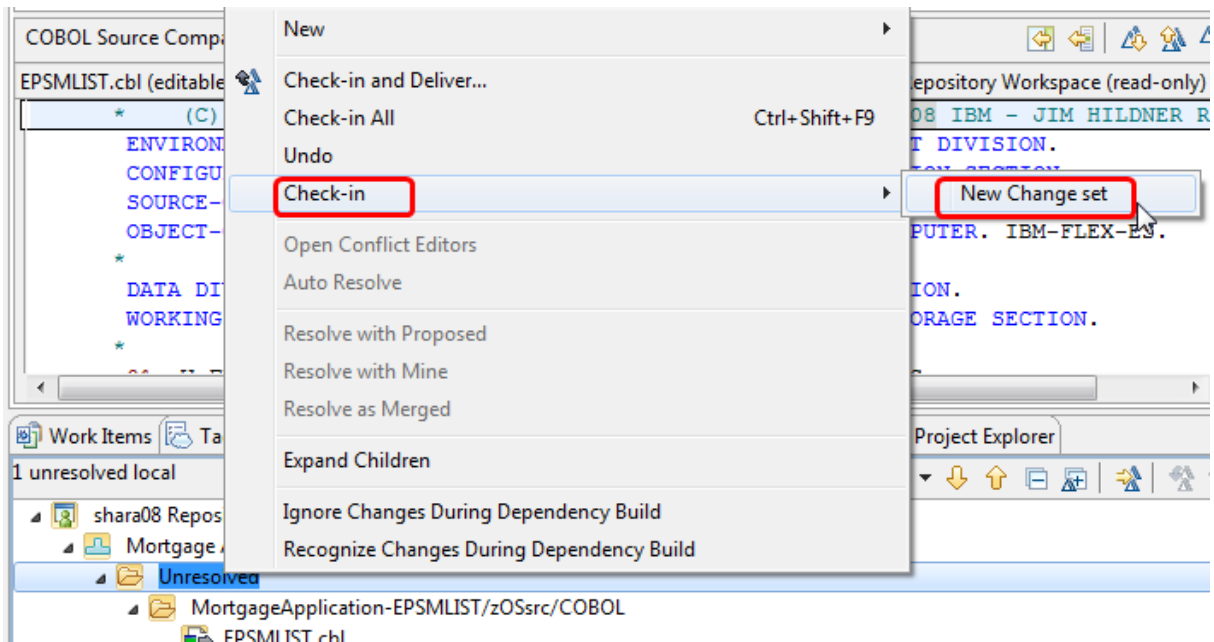 COBOL Source Compa
New
EPSMLIST.cbl (editable
Check-in and Deliver...
epository Workspace (read-only)
* (C)
Check-in All Ctrl+Shift+F9
08 IBM - JIM HILDNER R
ENVIRON
Undo
T DIVISION.
CONFIGU
Check-in
New Change set
SOURCE-
OBJECT-
PUTER. IBM-FLEX-ES.
*
Open Conflict Editors
DATA DI
Auto Resolve
ION.
WORKING
ORAGE SECTION.
*
Resolve with Proposed
Resolve with Mine
Resolve as Merged
Work Items Ta
Project Explorer
Expand Children
1 unresolved local
Ignore Changes During Dependency Build
shara08 Repos
Recognize Changes During Dependency Build
Mortgage
Unresolved
MortgageApplication-EPSMLIST/zOSsrc/COBOL
EPSMLIST.cbl